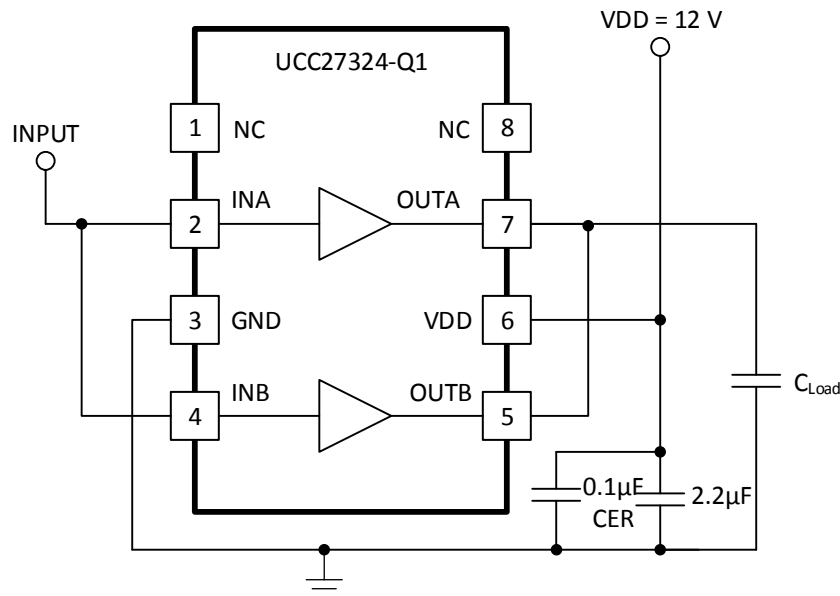 VDD = 12 V
UCC27324-Q1
INPUT
1 NC
NC 8
2 INA
OUTA 7
3 GND
VDD 6
4 INB
OUTB 5
C_Load
0.1µF
CER
2.2µF